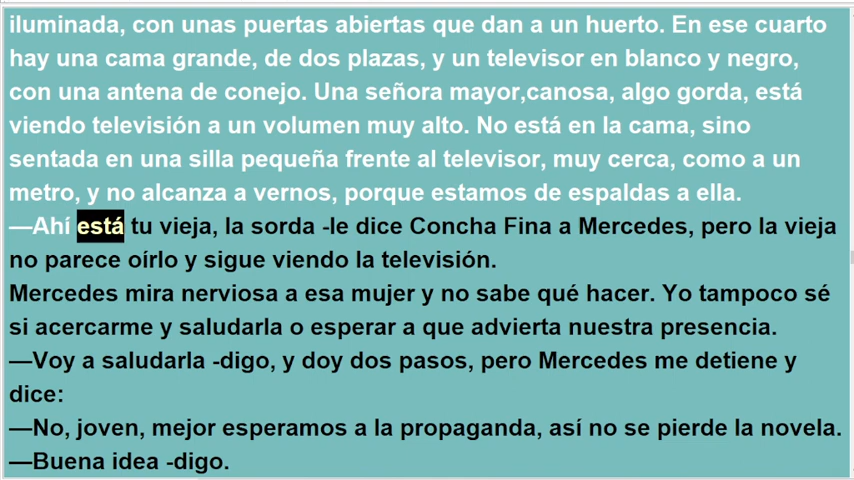 iluminada, con unas puertas abiertas que dan a un huerto. En ese cuarto
hay una cama grande, de dos plazas, y un televisor en blanco y negro,
con una antena de conejo. Una señora mayor,canosa, algo gorda, está
viendo televisión a un volumen muy alto. No está en la cama, sino
sentada en una silla pequeña frente al televisor, muy cerca, como a un
metro, y no alcanza a vernos, porque estamos de espaldas a ella.
—Ahí está tu vieja, la sorda -le dice Concha Fina a Mercedes, pero la vieja
no parece oírlo y sigue viendo la televisión.
Mercedes mira nerviosa a esa mujer y no sabe qué hacer. Yo tampoco sé
si acercarme y saludarla o esperar a que advierta nuestra presencia.
—Voy a saludarla -digo, y doy dos pasos, pero Mercedes me detiene y
dice:
—No, joven, mejor esperamos a la propaganda, así no se pierde la novela.
—Buena idea -digo.